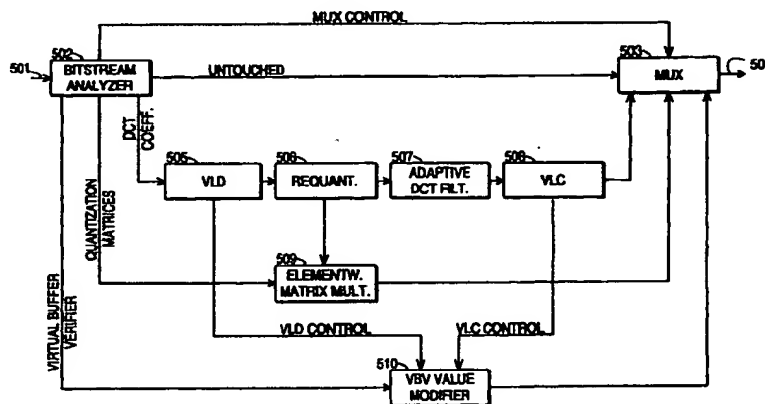 MUX CONTROL
502
503
501
BITSTREAM
ANALYZER
UNTOUCHED
MUX
50
DCT
COEFF.
505
506
507
508
VLD
REQUANT.
ADAPTIVE
DCT FILT.
VLC
QUANTIZATION
MATRICES
509
ELEMENTW.
MATRIX MULT.
VIRTUAL BUFFER
VERIFIER
VLD CONTROL
VLC CONTROL
510
VBV VALUE
MODIFIER